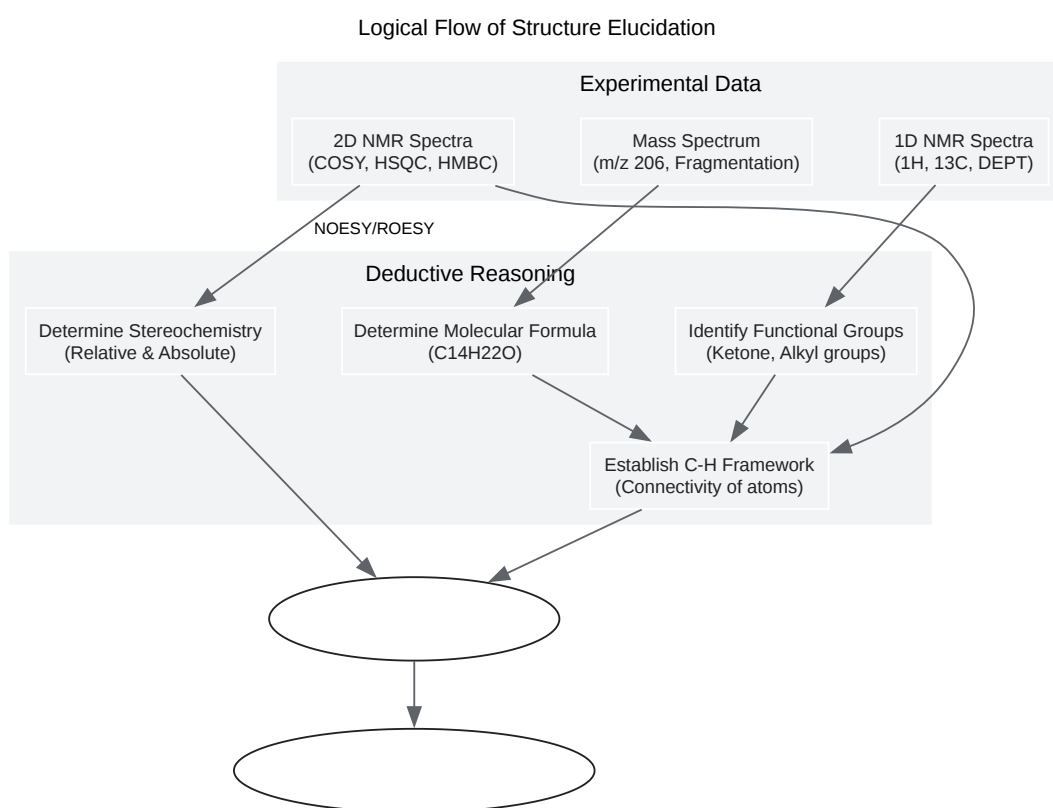 Logical Flow of Structure Elucidation
Experimental Data
2D NMR Spectra
(COSY, HSQC, HMBC)
Mass Spectrum
(m/z 206, Fragmentation)
1D NMR Spectra
(1H, 13C, DEPT)
NOESY/ROESY
Deductive Reasoning
Determine Stereochemistry
(Relative & Absolute)
Determine Molecular Formula
(C14H22O)
Identify Functional Groups
(Ketone, Alkyl groups)
Establish C-H Framework
(Connectivity of atoms)